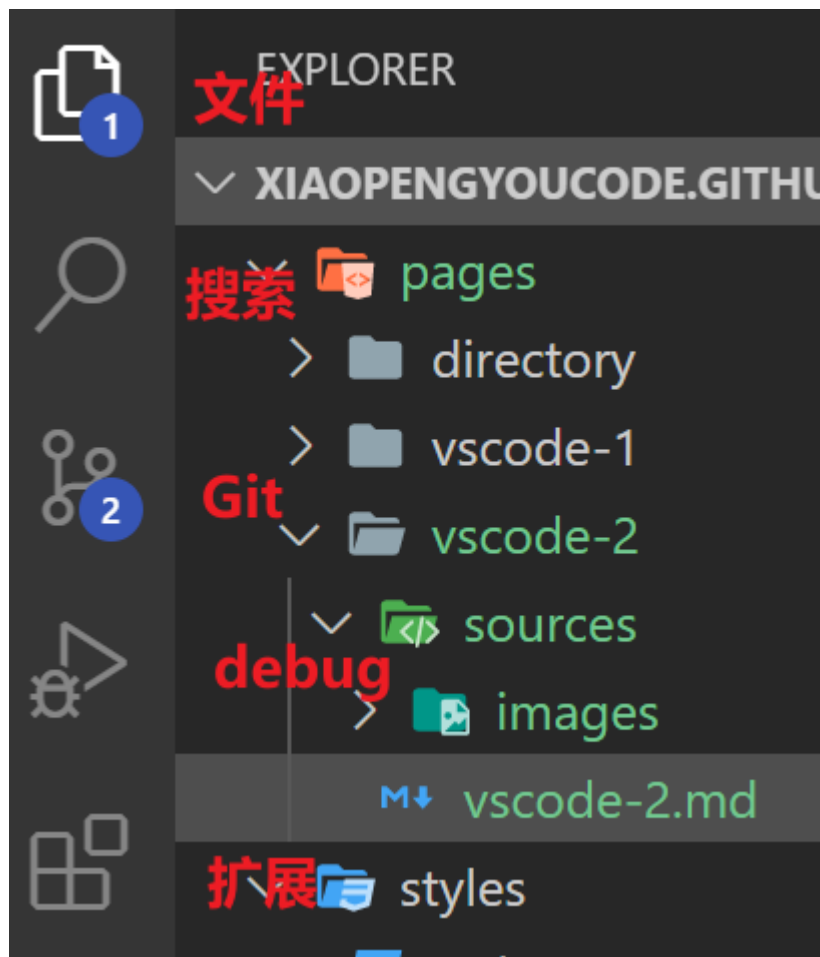 EXPLORER
文件
1
XIAOPENGYOUCODE.GITHU
pages
搜索
directory
vscode-1
Git
2
vscode-2
sources
debug
images
vscode-2.md
扩展
styles